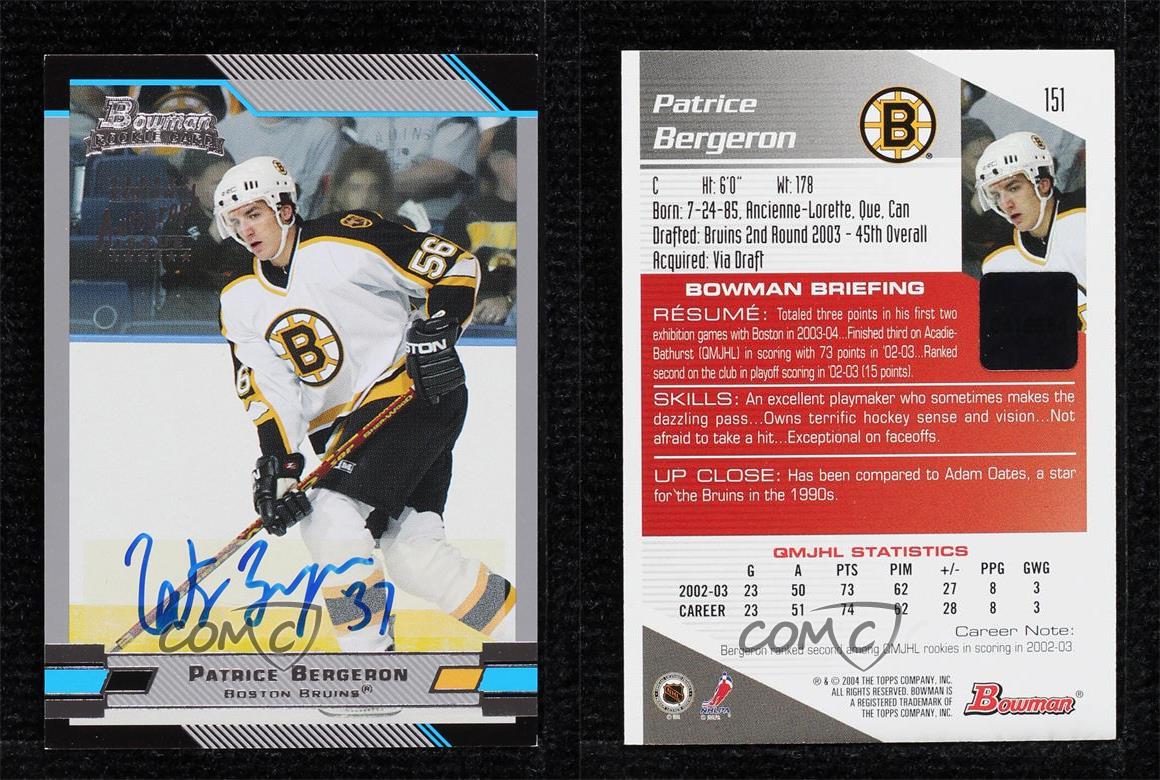 Bowman
ROOKIE CARD
56
56
B
STON
37
COMC
PATRICE BERGERON
BOSTON BRUINS®
Patrice
Bergeron
B
®
151
C Ht: 6'0" Wt: 178
Born: 7-24-85, Ancienne-Lorette, Que, Can
Drafted: Bruins 2nd Round 2003 - 45th Overall
Acquired: Via Draft
BOWMAN BRIEFING
RÉSUMÉ: Totaled three points in his first two
exhibition games with Boston in 2003-04...Finished third on Acadie-
Bathurst (QMJHL) in scoring with 73 points in '02-03...Ranked
second on the club in playoff scoring in '02-03 (15 points).
SKILLS: An excellent playmaker who sometimes makes the
dazzling pass...Owns terrific hockey sense and vision...Not
afraid to take a hit...Exceptional on faceoffs.
UP CLOSE: Has been compared to Adam Oates, a star
for the Bruins in the 1990s.
QMJHL STATISTICS
G A PTS PIM +/- PPG GWG
2002-03 23 50 73 62 27 8 3
CAREER 23 51 74 62 28 8 3
COMC
Career Note:
Bergeron ranked second among QMJHL rookies in scoring in 2002-03.
® & © 2004 THE TOPPS COMPANY, INC.
ALL RIGHTS RESERVED. BOWMAN IS
A REGISTERED TRADEMARK OF
THE TOPPS COMPANY, INC.
© NHL
NHLPA
© NHLPA
Bowman®